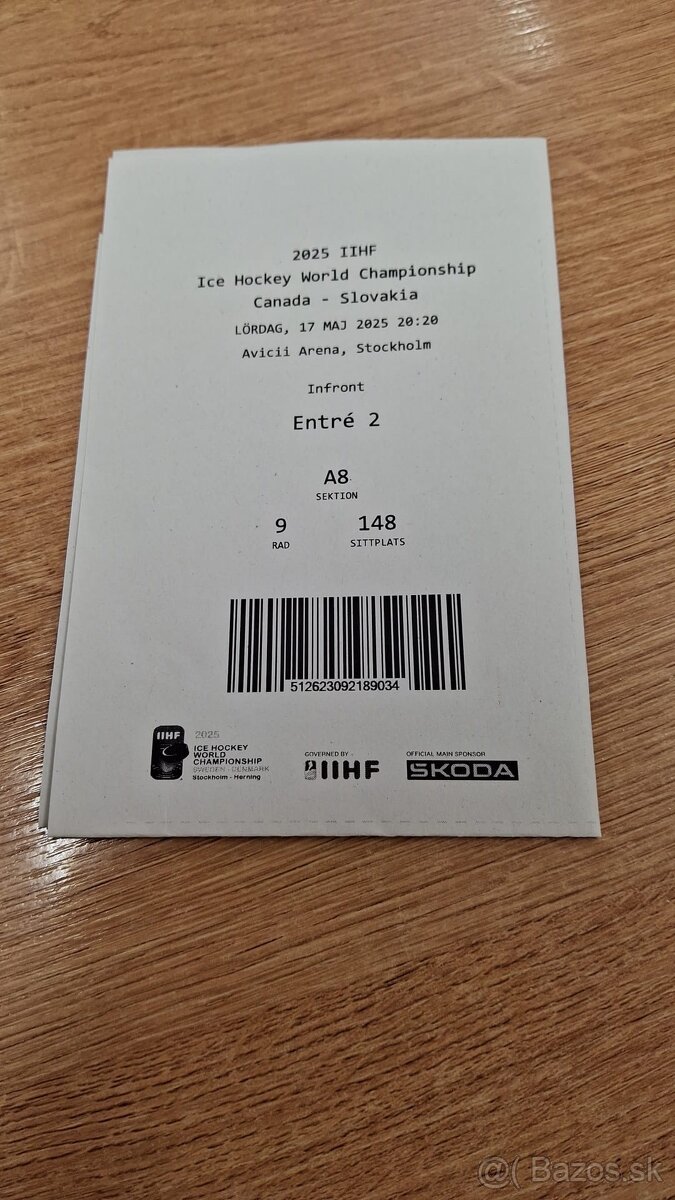 2025 IIHF
Ice Hockey World Championship
Canada - Slovakia
LÖRDAG, 17 MAJ 2025 20:20
Avicii Arena, Stockholm
Infront
Entré 2
A8
SEKTION
9 148
RAD SITTPLATS
512623092189034
IIHF 2025
ICE HOCKEY
WORLD
CHAMPIONSHIP
SWEDEN - DENMARK
Stockholm - Herning
GOVERNED BY
IIHF
OFFICIAL MAIN SPONSOR
ŠKODA
@( Bazos.sk